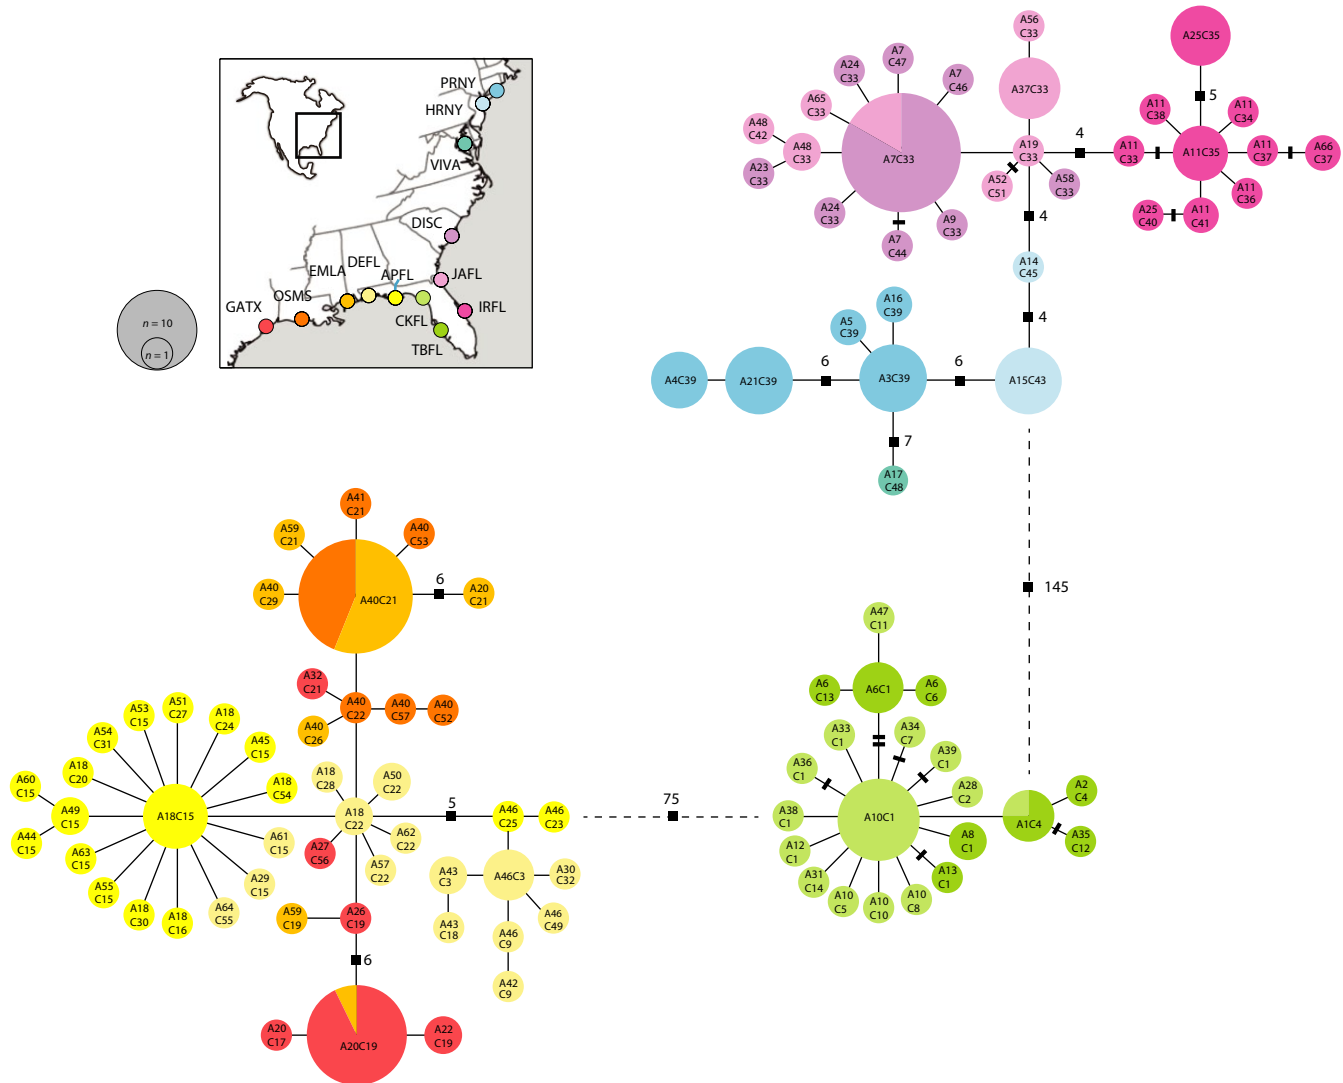 PRNY
HRNY
VIVA
DISC
DEFL
EMLA
APFL
JAFL
OSMS
GATX
IRFL
CKFL
TBFL
n = 10
n = 1
A56
C33
A25C35
A7
C47
A24
C33
A7
C46
A37C33
5
A65
C33
A11
C38
A11
C34
A48
C42
A48
C33
A7C33
A19
C33
4
A11
C33
A11C35
A11
C37
A66
C37
A23
C33
A52
C51
A58
C33
A11
C36
A24
C33
A9
C33
A7
C44
4
A25
C40
A11
C41
A14
C45
A16
C39
A5
C39
4
A4C39
A21C39
6
A3C39
6
A15C43
7
A17
C48
145
A41
C21
A59
C21
A40
C53
A40
C29
A40C21
6
A20
C21
A32
C21
A40
C22
A40
C57
A40
C52
A40
C26
A51
C27
A53
C15
A18
C24
A54
C31
A45
C15
A18
C20
A18
C54
A60
C15
A49
C15
A44
C15
A18C15
A63
C15
A61
C15
A55
C15
A29
C15
A18
C30
A18
C16
A64
C55
A18
C28
A50
C22
A18
C22
A62
C22
A27
C56
A57
C22
5
A46
C25
A46
C23
75
A43
C3
A46C3
A30
C32
A43
C18
A46
C9
A46
C49
A42
C9
A59
C19
A26
C19
6
A20
C17
A20C19
A22
C19
A47
C11
A6
C13
A6C1
A6
C6
A33
C1
A34
C7
A39
C1
A36
C1
A28
C2
A38
C1
A10C1
A8
C1
A12
C1
A13
C1
A31
C14
A10
C5
A10
C10
A10
C8
A1C4
A2
C4
A35
C12